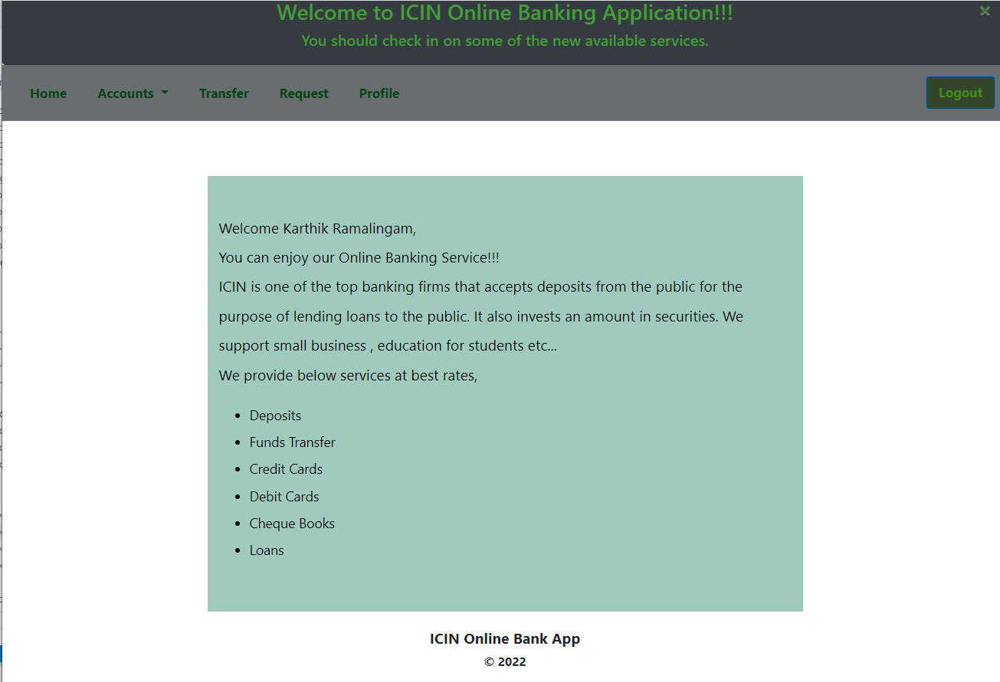 Welcome to ICIN Online Banking Application!!!
×
You should check in on some of the new available services.
Home Accounts Transfer Request Profile Logout
Welcome Karthik Ramalingam,
You can enjoy our Online Banking Service!!!
ICIN is one of the top banking firms that accepts deposits from the public for the
purpose of lending loans to the public. It also invests an amount in securities. We
support small business , education for students etc...
We provide below services at best rates,
• Deposits
• Funds Transfer
• Credit Cards
• Debit Cards
• Cheque Books
• Loans
ICIN Online Bank App
© 2022